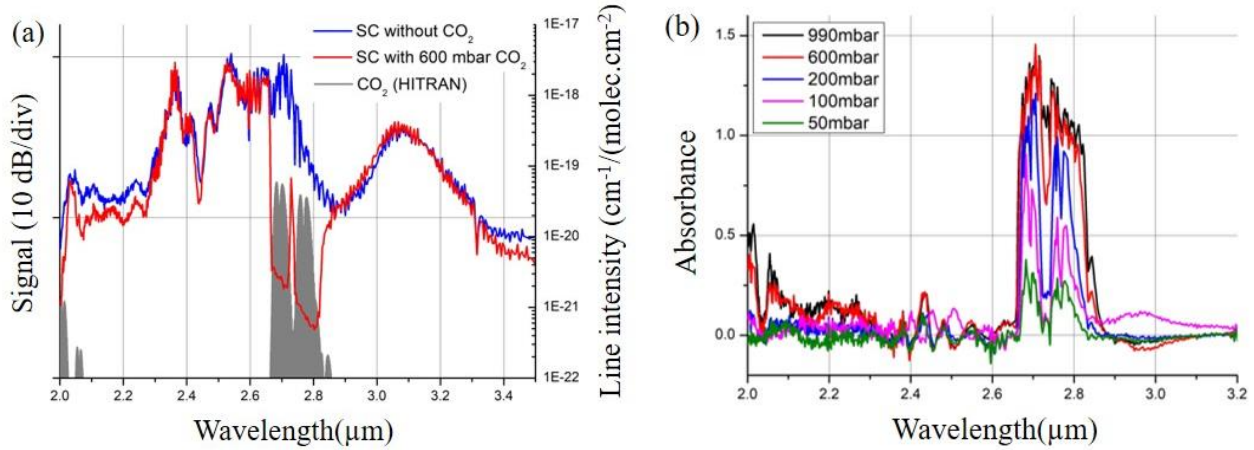 (a)
SC without CO₂
SC with 600 mbar CO₂
CO₂ (HITRAN)
Signal (10 dB/div)
1E-17
1E-18
1E-19
1E-20
1E-21
1E-22
Line intensity (cm⁻¹/(molec.cm⁻²)
2.0 2.2 2.4 2.6 2.8 3.0 3.2 3.4
Wavelength(µm)
(b)
990mbar
600mbar
200mbar
100mbar
50mbar
Absorbance
1.5
1.0
0.5
0.0
2.0 2.2 2.4 2.6 2.8 3.0 3.2
Wavelength(µm)